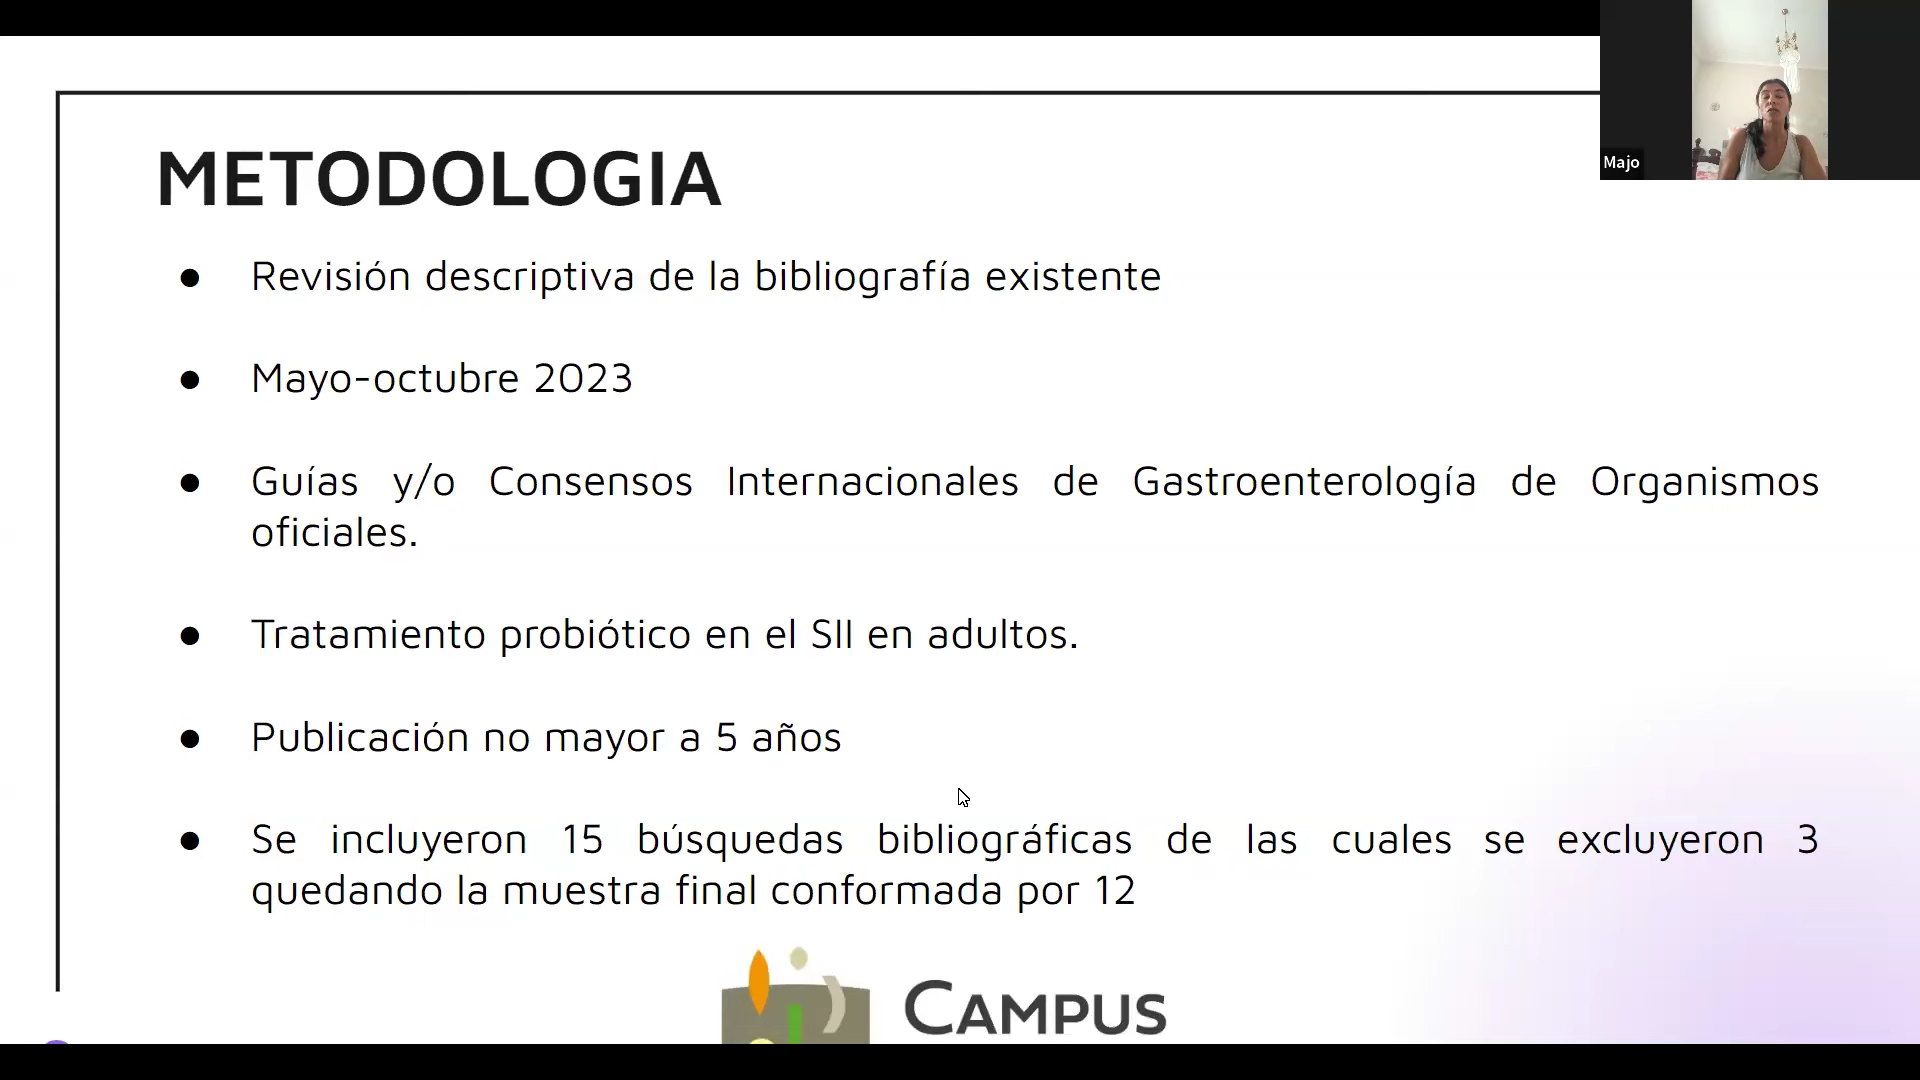 Majo
METODOLOGIA
● Revisión descriptiva de la bibliografía existente
● Mayo-octubre 2023
● Guías y/o Consensos Internacionales de Gastroenterología de Organismos
oficiales.
● Tratamiento probiótico en el SII en adultos.
● Publicación no mayor a 5 años
● Se incluyeron 15 búsquedas bibliográficas de las cuales se excluyeron 3
quedando la muestra final conformada por 12
CAMPUS